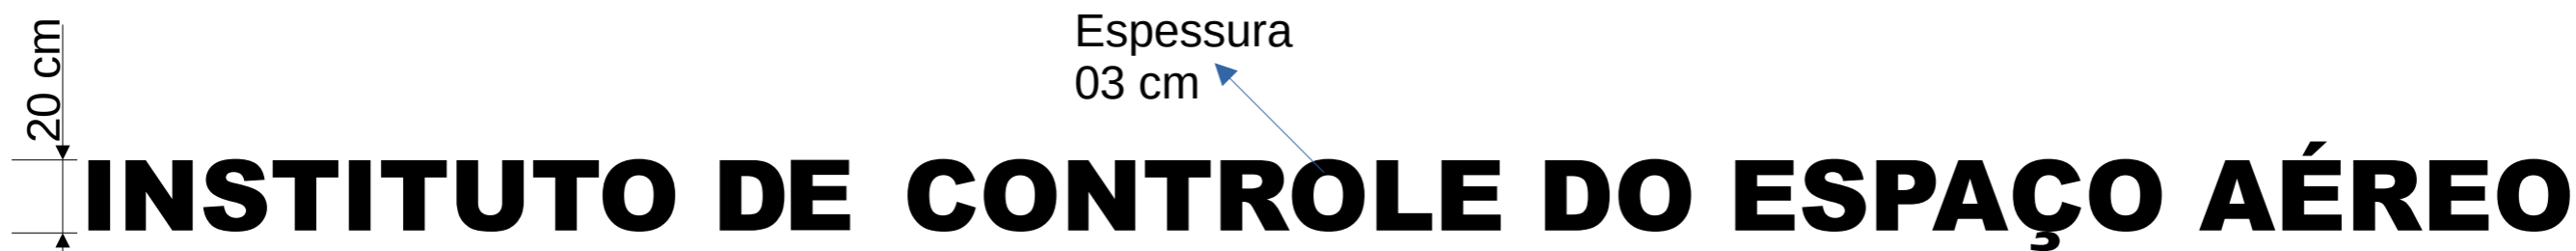 Espessura
03 cm
20 cm
INSTITUTO DE CONTROLE DO ESPAÇO AÉREO